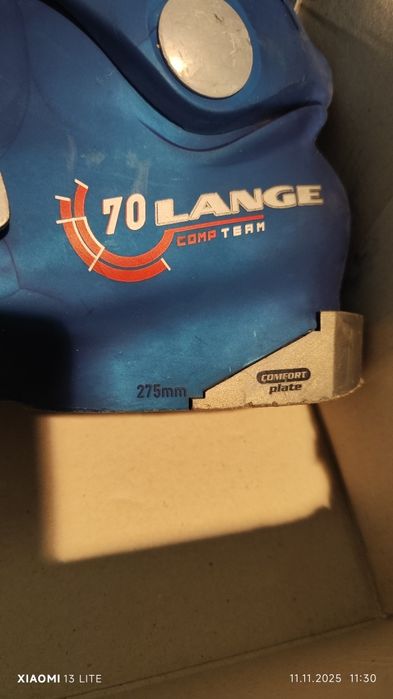 70 LANGE
COMP TEAM
275mm
COMFORT
plate
XIAOMI 13 LITE
11.11.2025 11:30